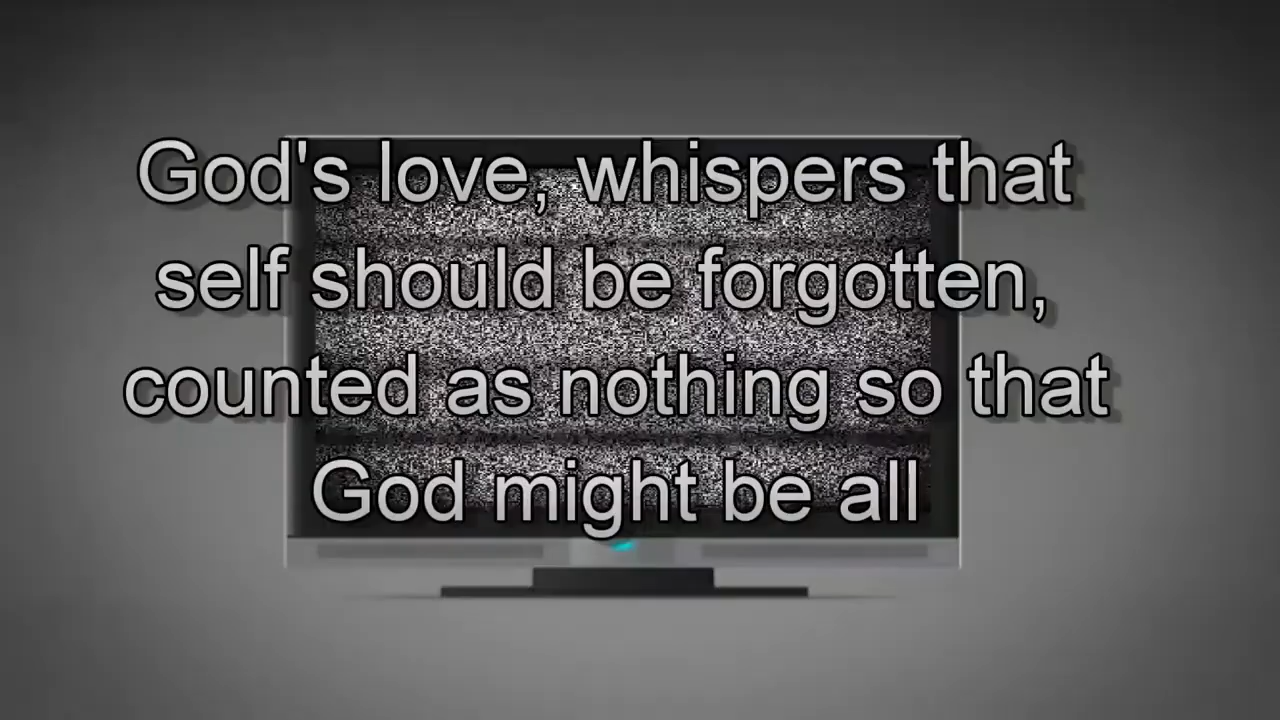 God's love, whispers that
self should be forgotten,
counted as nothing so that
God might be all